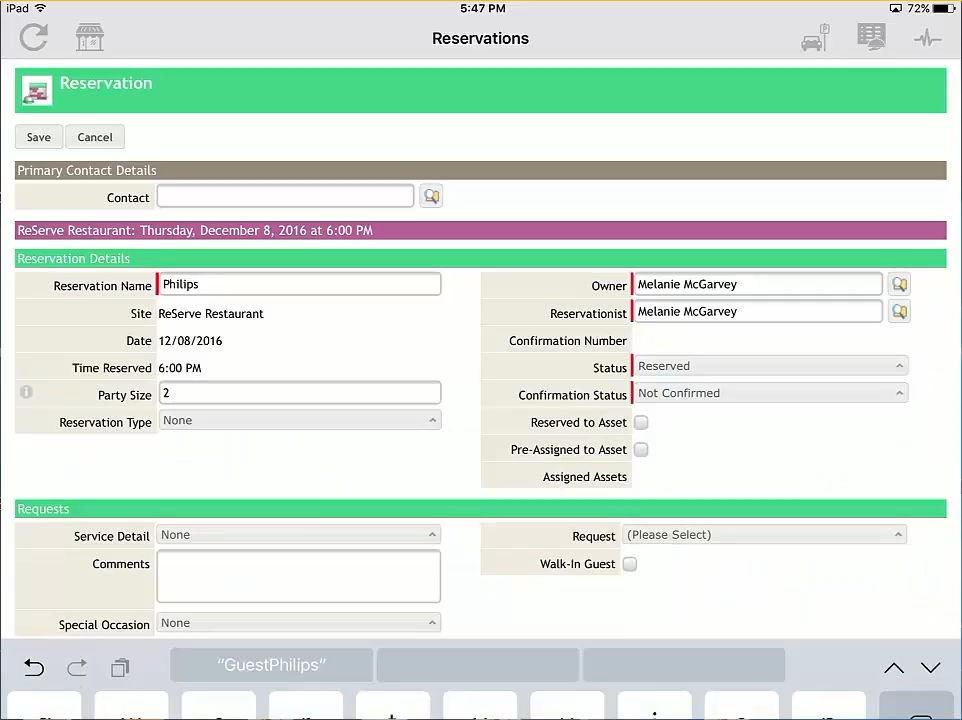 iPad 5:47 PM 72%
Reservations
Reservation
Save Cancel
Primary Contact Details
Contact
ReServe Restaurant: Thursday, December 8, 2016 at 6:00 PM
Reservation Details
Reservation Name Philips Owner Melanie McGarvey
Site ReServe Restaurant Reservationist Melanie McGarvey
Date 12/08/2016 Confirmation Number
Time Reserved 6:00 PM Status Reserved
Party Size 2 Confirmation Status Not Confirmed
Reservation Type None Reserved to Asset
Pre-Assigned to Asset
Assigned Assets
Requests
Service Detail None Request (Please Select)
Comments Walk-In Guest
Special Occasion None
“GuestPhilips”